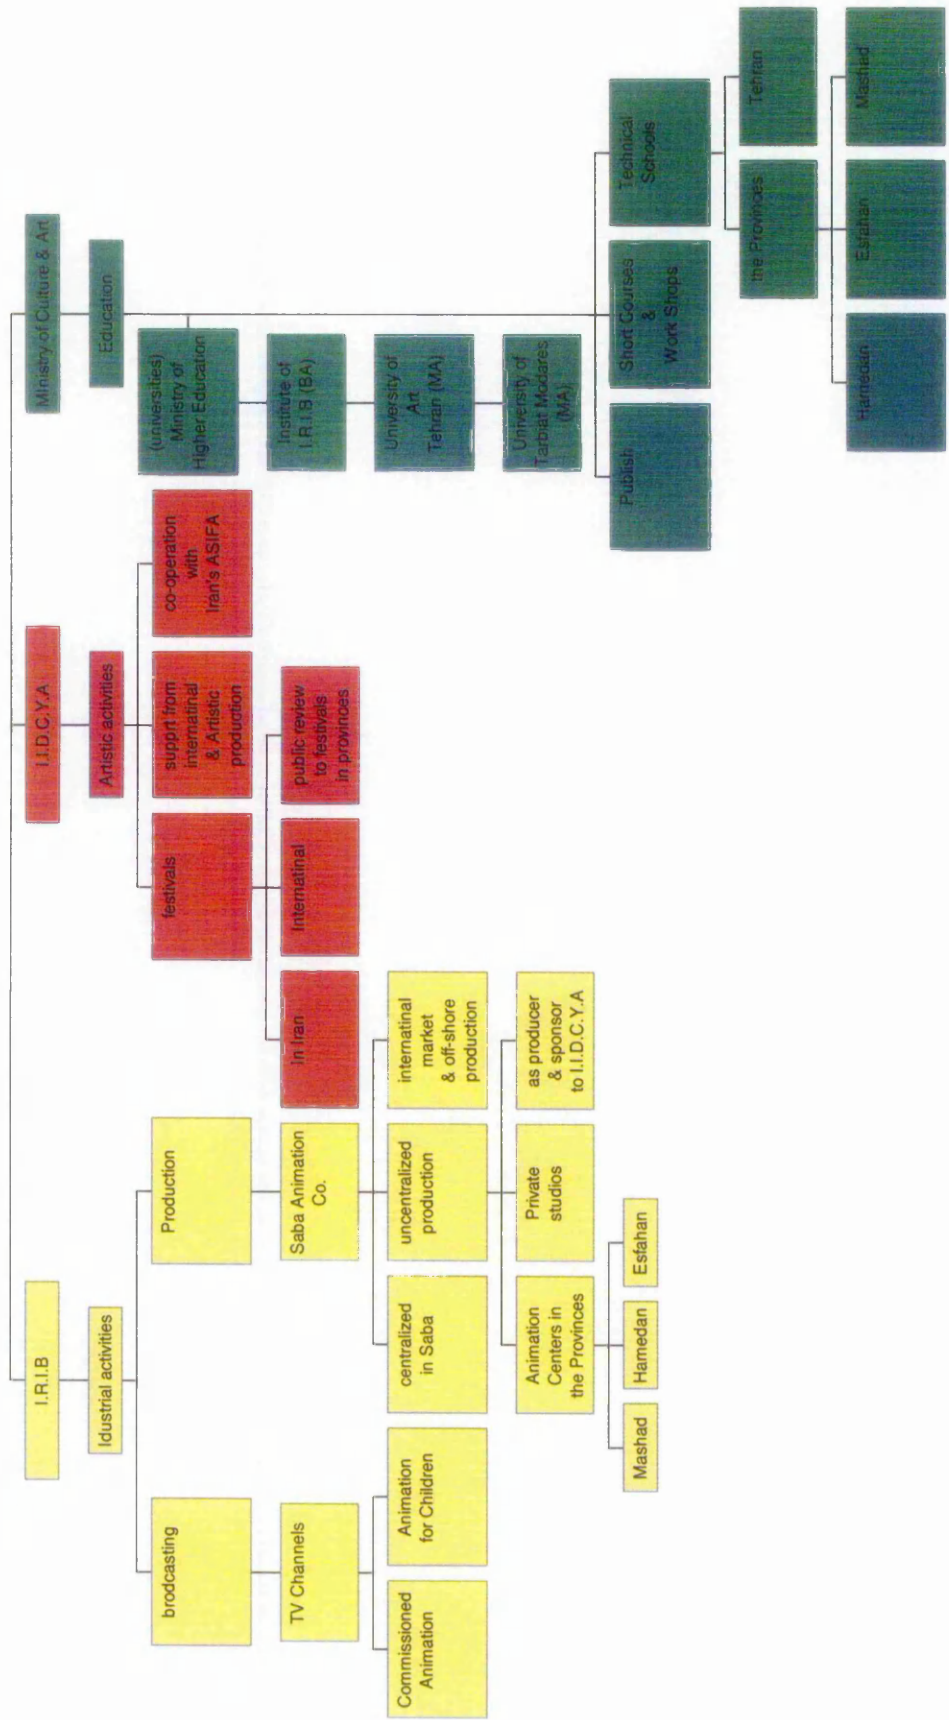 I.R.I.B
Idustrial activities
brodcasting
TV Channels
Commissioned
Animation
Animation
for Children
Production
Saba Animation
Co.
centralized
in Saba
uncentralized
production
internatinal
market
& off-shore
production
Animation
Centers in
the Provinces
Private
studios
as producer
& sponsor
to I.I.D.C.Y.A
Mashad
Hamedan
Esfahan
I.I.D.C.Y.A
Artistic activities
festivals
supprt from
internatinal
& Artistic
production
co-operation
with
Iran's ASIFA
in Iran
Internatinal
public review
to festivals
in provinces
Ministry of Culture & Art
Education
(universities)
Ministry of
Higher Education
Institute of
I.R.I.B (BA)
University of
Art
Tehran (MA)
University of
Tarbiat Modares
(MA)
Publish
Short Courses
&
Work Shops
Technical
Schools
the Provinces
Tehran
Hamedan
Esfahan
Mashad